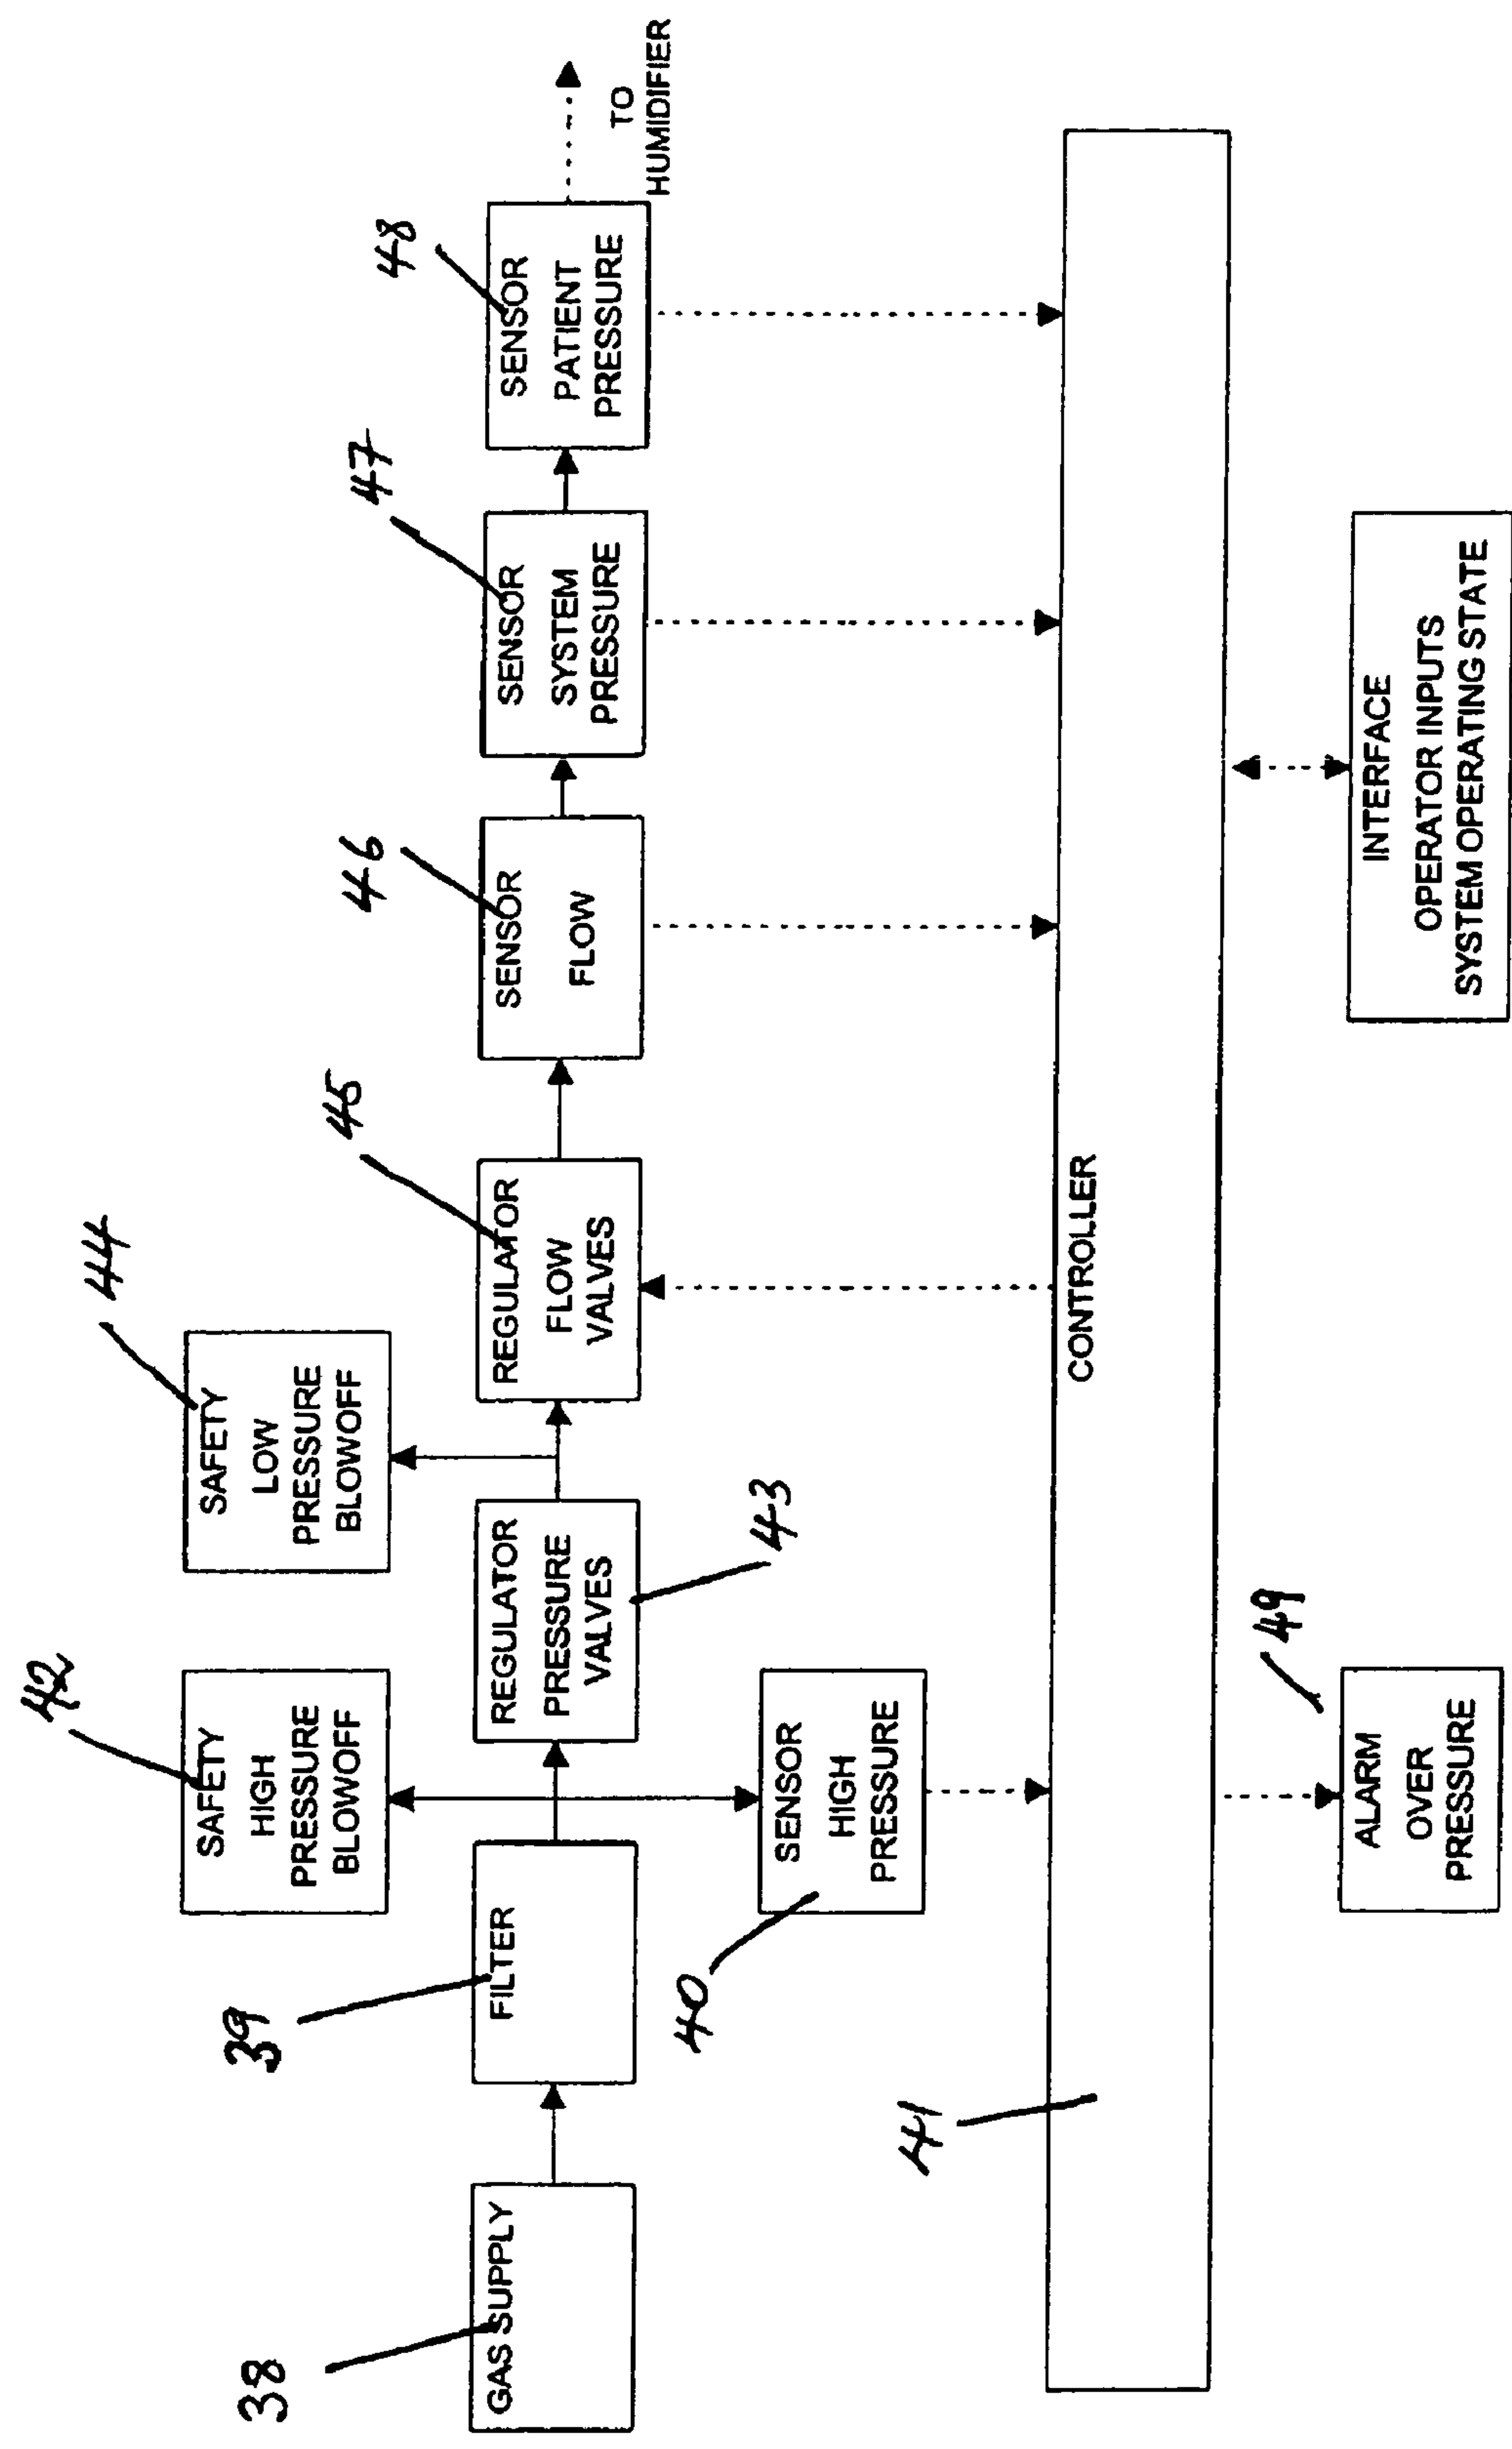 42
44
SAFETY
HIGH
PRESSURE
BLOWOFF
SAFETY
LOW
PRESSURE
BLOWOFF
38
39
45
46
47
48
GAS SUPPLY
FILTER
REGULATOR
PRESSURE
VALVES
REGULATOR
FLOW
VALVES
SENSOR
FLOW
SENSOR
SYSTEM
PRESSURE
SENSOR
PATIENT
PRESSURE
TO
HUMIDIFIER
40
43
SENSOR
HIGH
PRESSURE
41
CONTROLLER
49
ALARM
OVER
PRESSURE
INTERFACE
OPERATOR INPUTS
SYSTEM OPERATING STATE